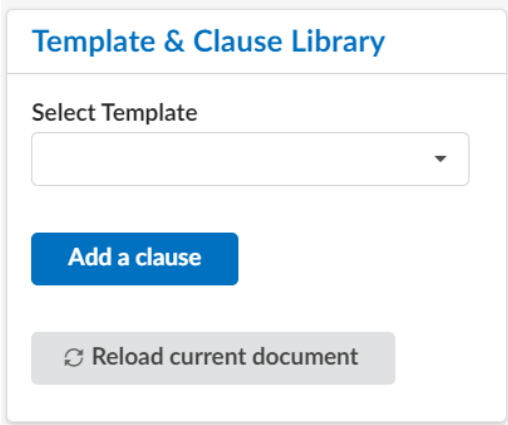 Template & Clause Library
Select Template
Add a clause
Reload current document